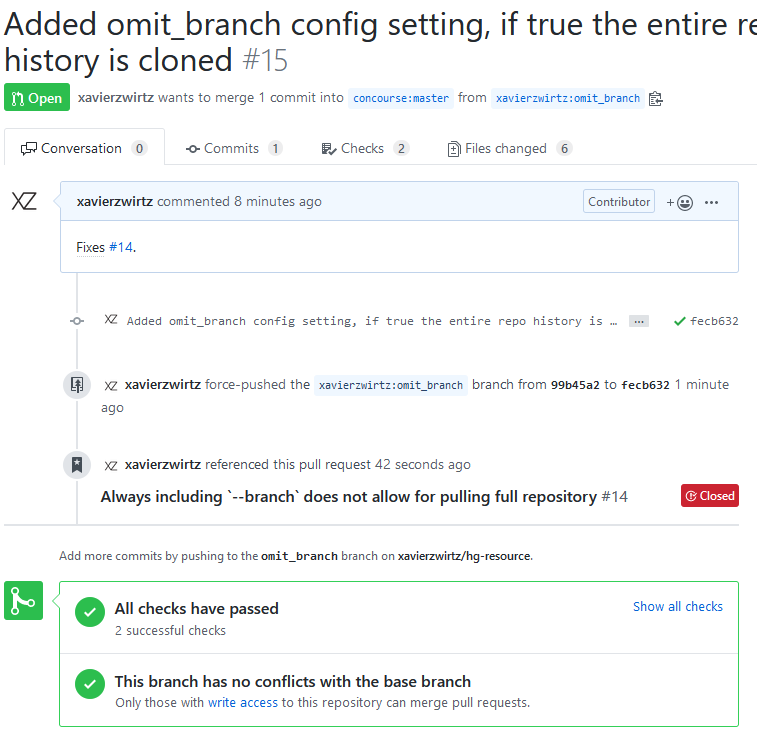 Added omit_branch config setting, if true the entire re
history is cloned #15
Open xavierzwirtz wants to merge 1 commit into concourse:master from xavierzwirtz:omit_branch
Conversation 0 Commits 1 Checks 2 Files changed 6
XZ xavierzwirtz commented 8 minutes ago Contributor + ...
Fixes #14.
XZ Added omit_branch config setting, if true the entire repo history is … ... fecb632
XZ xavierzwirtz force-pushed the xavierzwirtz:omit_branch branch from 99b45a2 to fecb632 1 minute
ago
XZ xavierzwirtz referenced this pull request 42 seconds ago
Always including `--branch` does not allow for pulling full repository #14 Closed
Add more commits by pushing to the omit_branch branch on xavierzwirtz/hg-resource.
All checks have passed Show all checks
2 successful checks
This branch has no conflicts with the base branch
Only those with write access to this repository can merge pull requests.